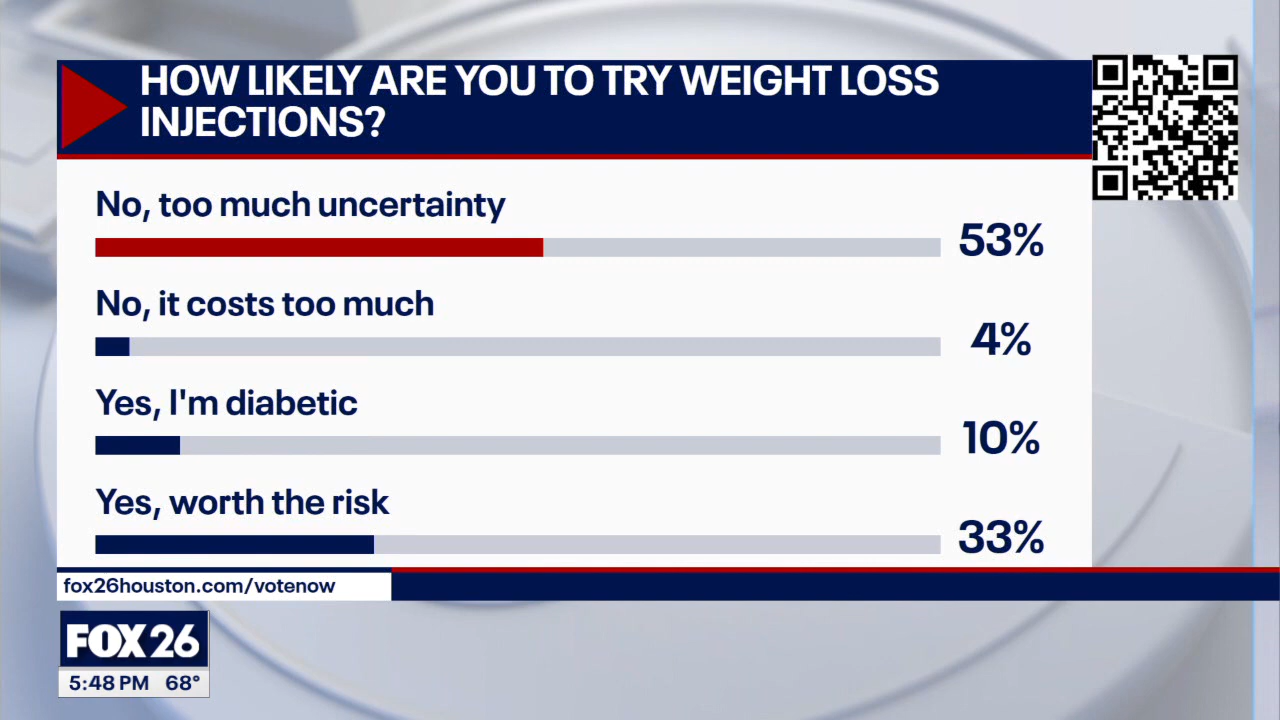 HOW LIKELY ARE YOU TO TRY WEIGHT LOSS
INJECTIONS?
No, too much uncertainty
53%
No, it costs too much
4%
Yes, I'm diabetic
10%
Yes, worth the risk
33%
fox26houston.com/votenow
FOX 26
5:48 PM 68°